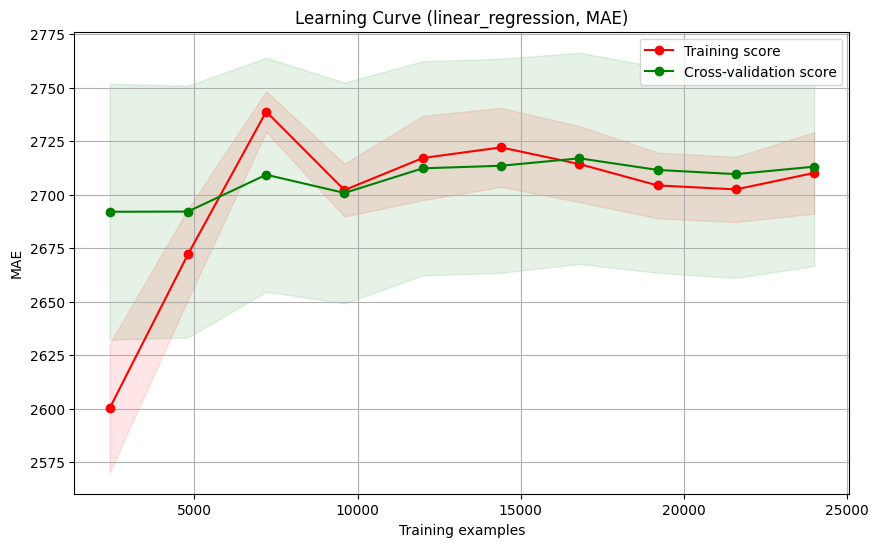 Learning Curve (linear_regression, MAE)
Training score
Cross-validation score
2775
2750
2725
2700
2675
2650
2625
2600
2575
MAE
5000
10000
15000
20000
25000
Training examples